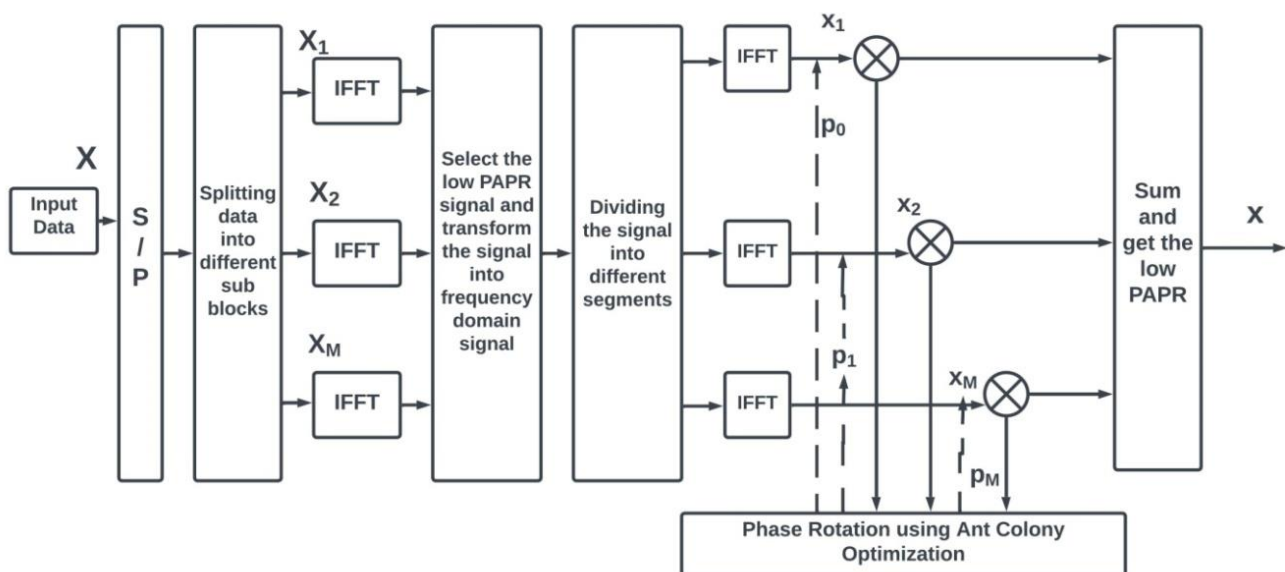 X
Input
Data
S
/
P
Splitting
data
into
different
sub
blocks
X1
IFFT
X2
IFFT
XM
IFFT
Select the
low PAPR
signal and
transform
the signal
into
frequency
domain
signal
Dividing
the signal
into
different
segments
IFFT
IFFT
IFFT
x1
p0
x2
p1
xM
pM
Phase Rotation using Ant Colony
Optimization
Sum
and
get the
low
PAPR
x